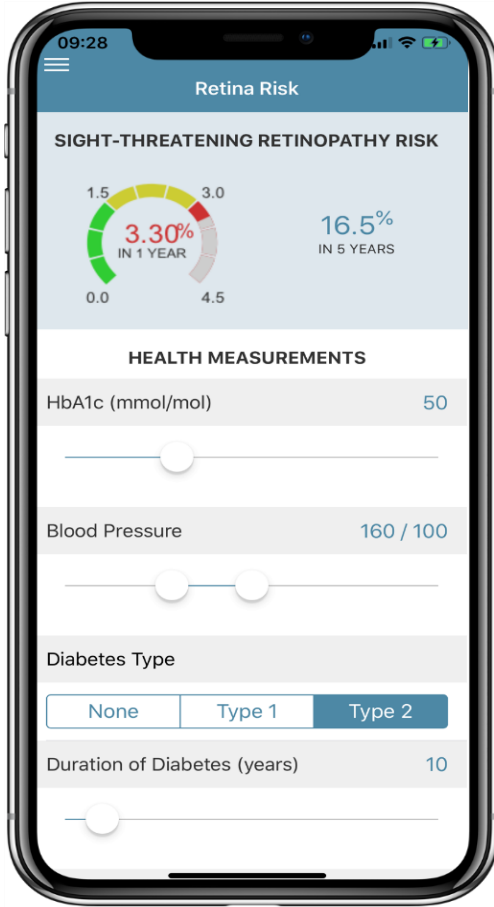 09:28
Retina Risk
SIGHT-THREATENING RETINOPATHY RISK
1.5
3.0
3.30%
IN 1 YEAR
0.0
4.5
16.5%
IN 5 YEARS
HEALTH MEASUREMENTS
HbA1c (mmol/mol) 50
Blood Pressure 160 / 100
Diabetes Type
None Type 1 Type 2
Duration of Diabetes (years) 10